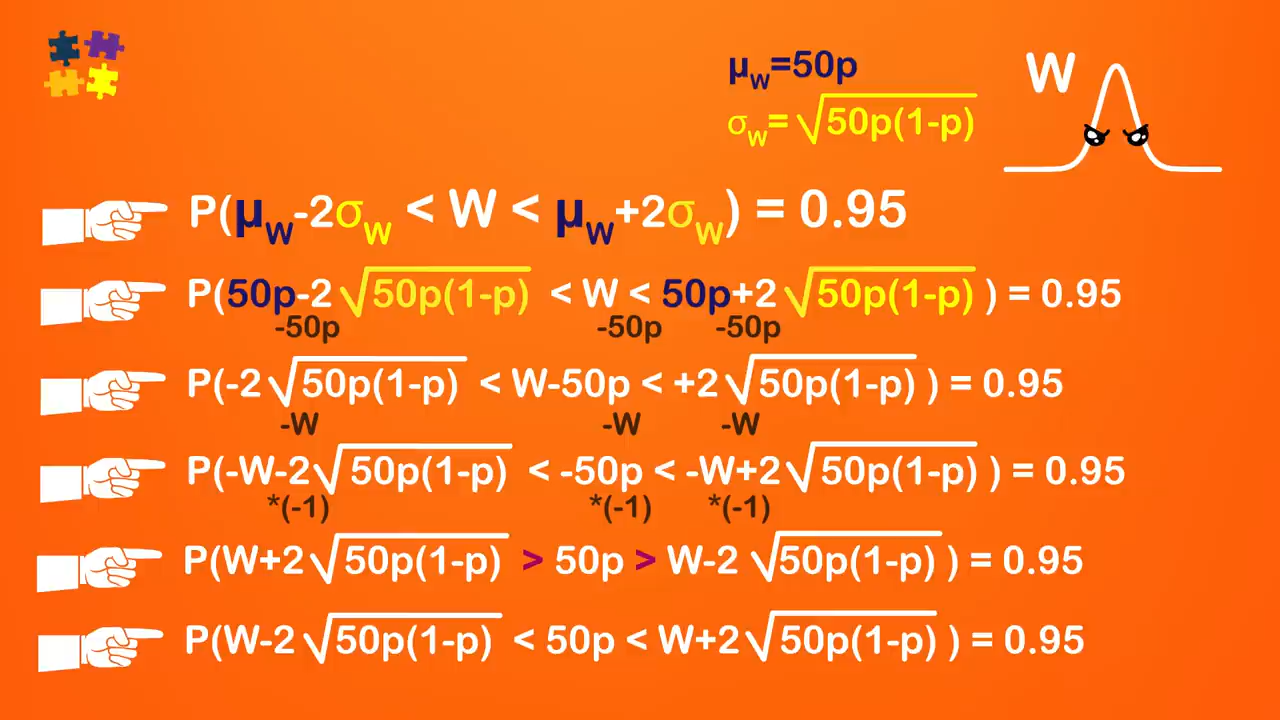 μW=50p
σW=√50p(1-p)
W
P(μW-2σW < W < μW+2σW) = 0.95
P(50p-2√50p(1-p) < W < 50p+2√50p(1-p) ) = 0.95
-50p -50p -50p
P(-2√50p(1-p) < W-50p < +2√50p(1-p) ) = 0.95
-W -W -W
P(-W-2√50p(1-p) < -50p < -W+2√50p(1-p) ) = 0.95
*(-1) *(-1) *(-1)
P(W+2√50p(1-p) > 50p > W-2√50p(1-p) ) = 0.95
P(W-2√50p(1-p) < 50p < W+2√50p(1-p) ) = 0.95